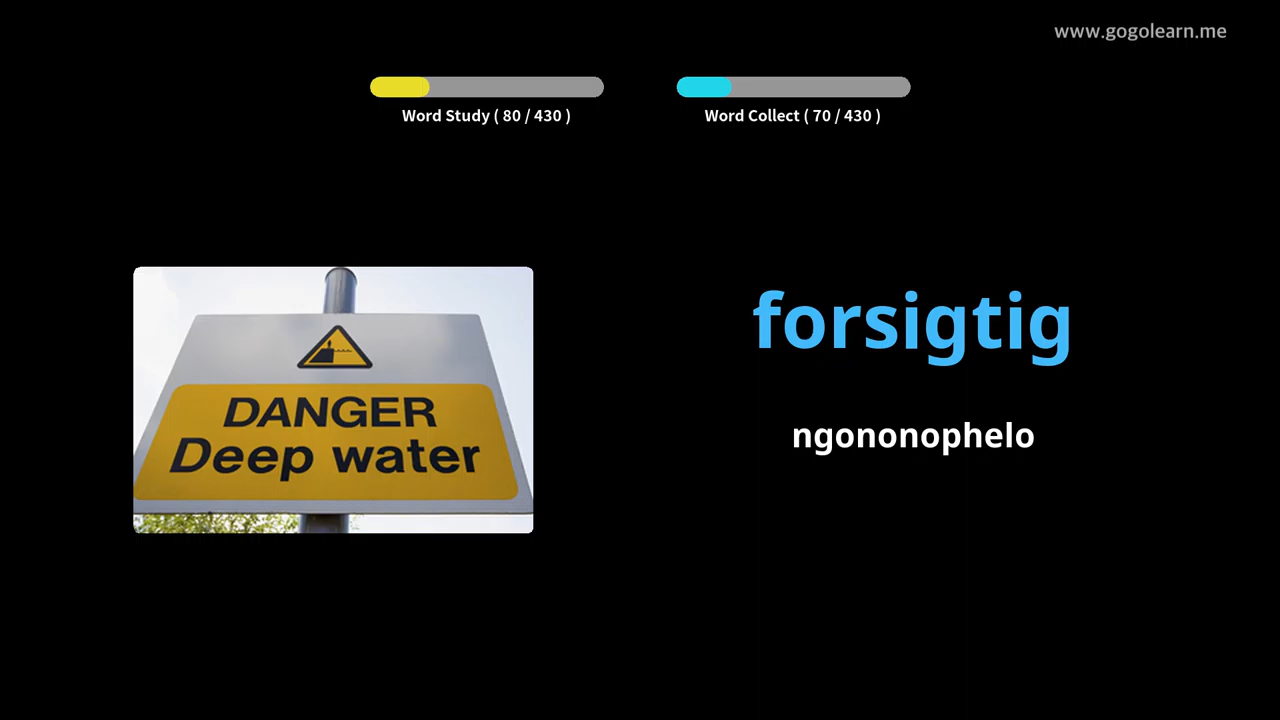 www.gogolearn.me
Word Study ( 80 / 430 )
Word Collect ( 70 / 430 )
DANGER
Deep water
forsigtig
ngononophelo